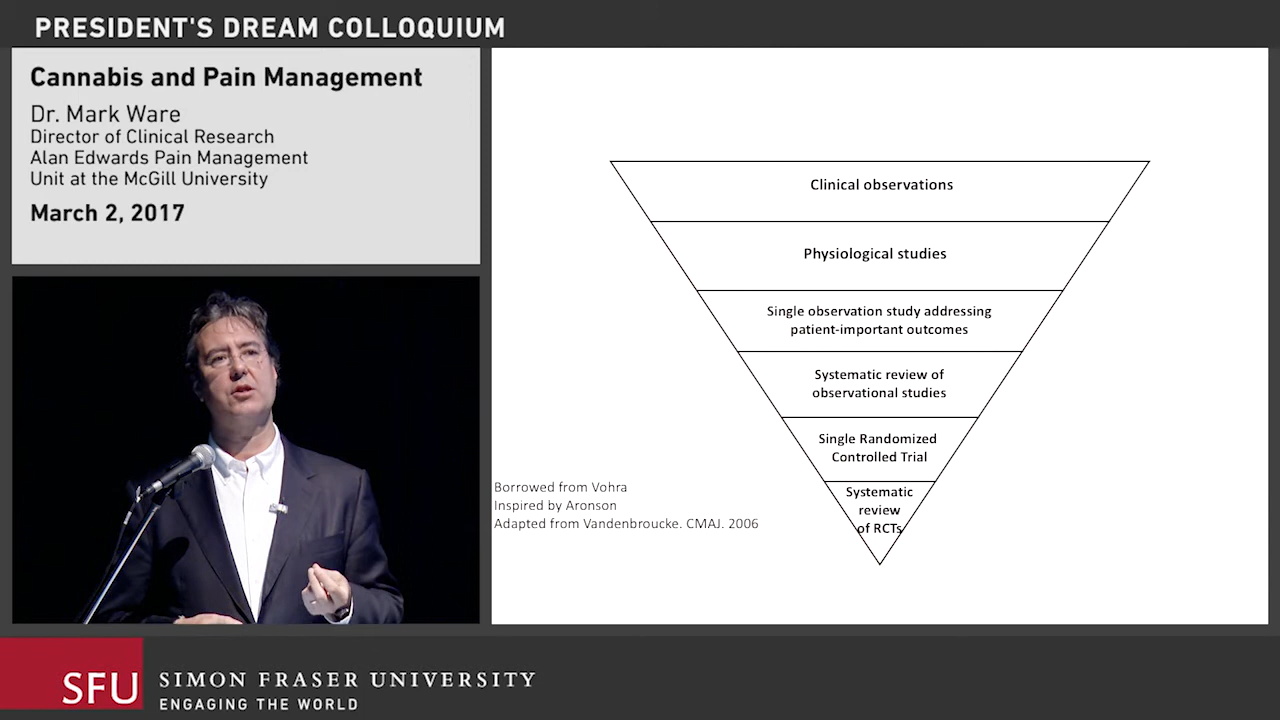 PRESIDENT'S DREAM COLLOQUIUM
Cannabis and Pain Management
Dr. Mark Ware
Director of Clinical Research
Alan Edwards Pain Management
Unit at the McGill University
March 2, 2017
Clinical observations
Physiological studies
Single observation study addressing
patient-important outcomes
Systematic review of
observational studies
Single Randomized
Controlled Trial
Systematic
review
of RCTs
Borrowed from Vohra
Inspired by Aronson
Adapted from Vandenbroucke. CMAJ. 2006
SFU
SIMON FRASER UNIVERSITY
ENGAGING THE WORLD